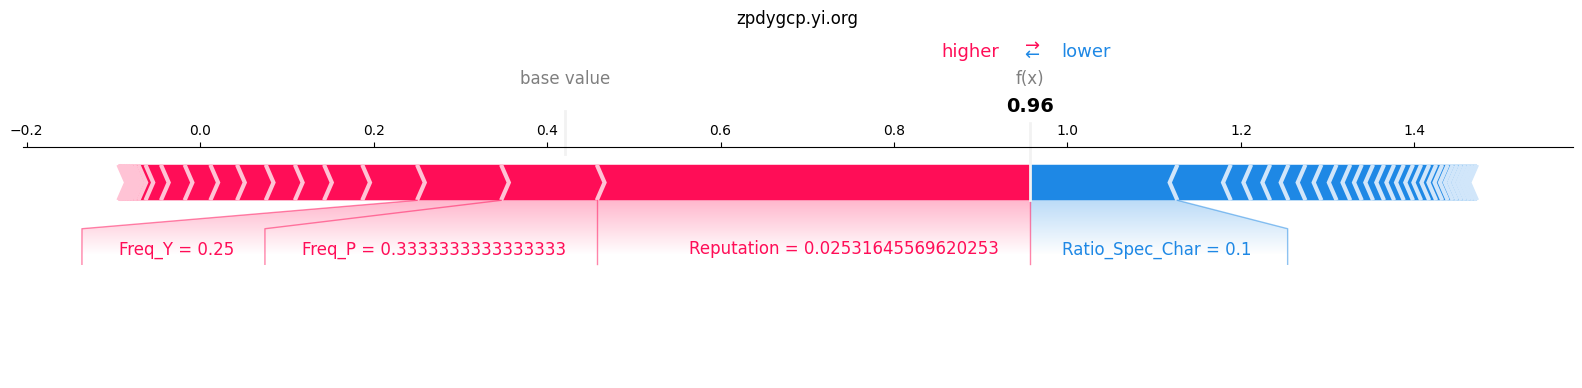 zpdygcp.yi.org
higher ⇄ lower
base value f(x)
0.96
−0.2 0.0 0.2 0.4 0.6 0.8 1.0 1.2 1.4
Freq_Y = 0.25 Freq_P = 0.3333333333333333 Reputation = 0.02531645569620253 Ratio_Spec_Char = 0.1